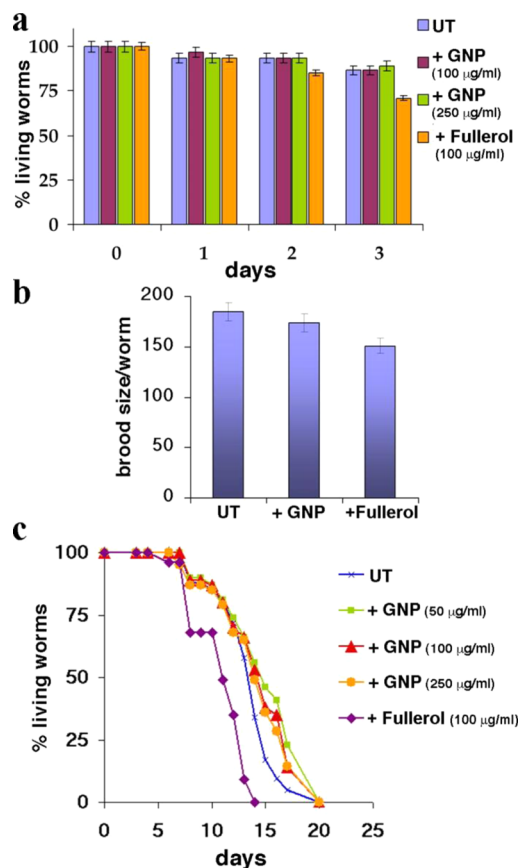 a
UT
+ GNP
(100 µg/ml)
+ GNP
(250 µg/ml)
+ Fullerol
(100 µg/ml)
% living worms
100
75
50
25
0
0 1 2 3
days
b
brood size/worm
200
150
100
50
0
UT + GNP +Fullerol
c
% living worms
100
75
50
25
0
0 5 10 15 20 25
days
UT
+ GNP (50 µg/ml)
+ GNP (100 µg/ml)
+ GNP (250 µg/ml)
+ Fullerol (100 µg/ml)